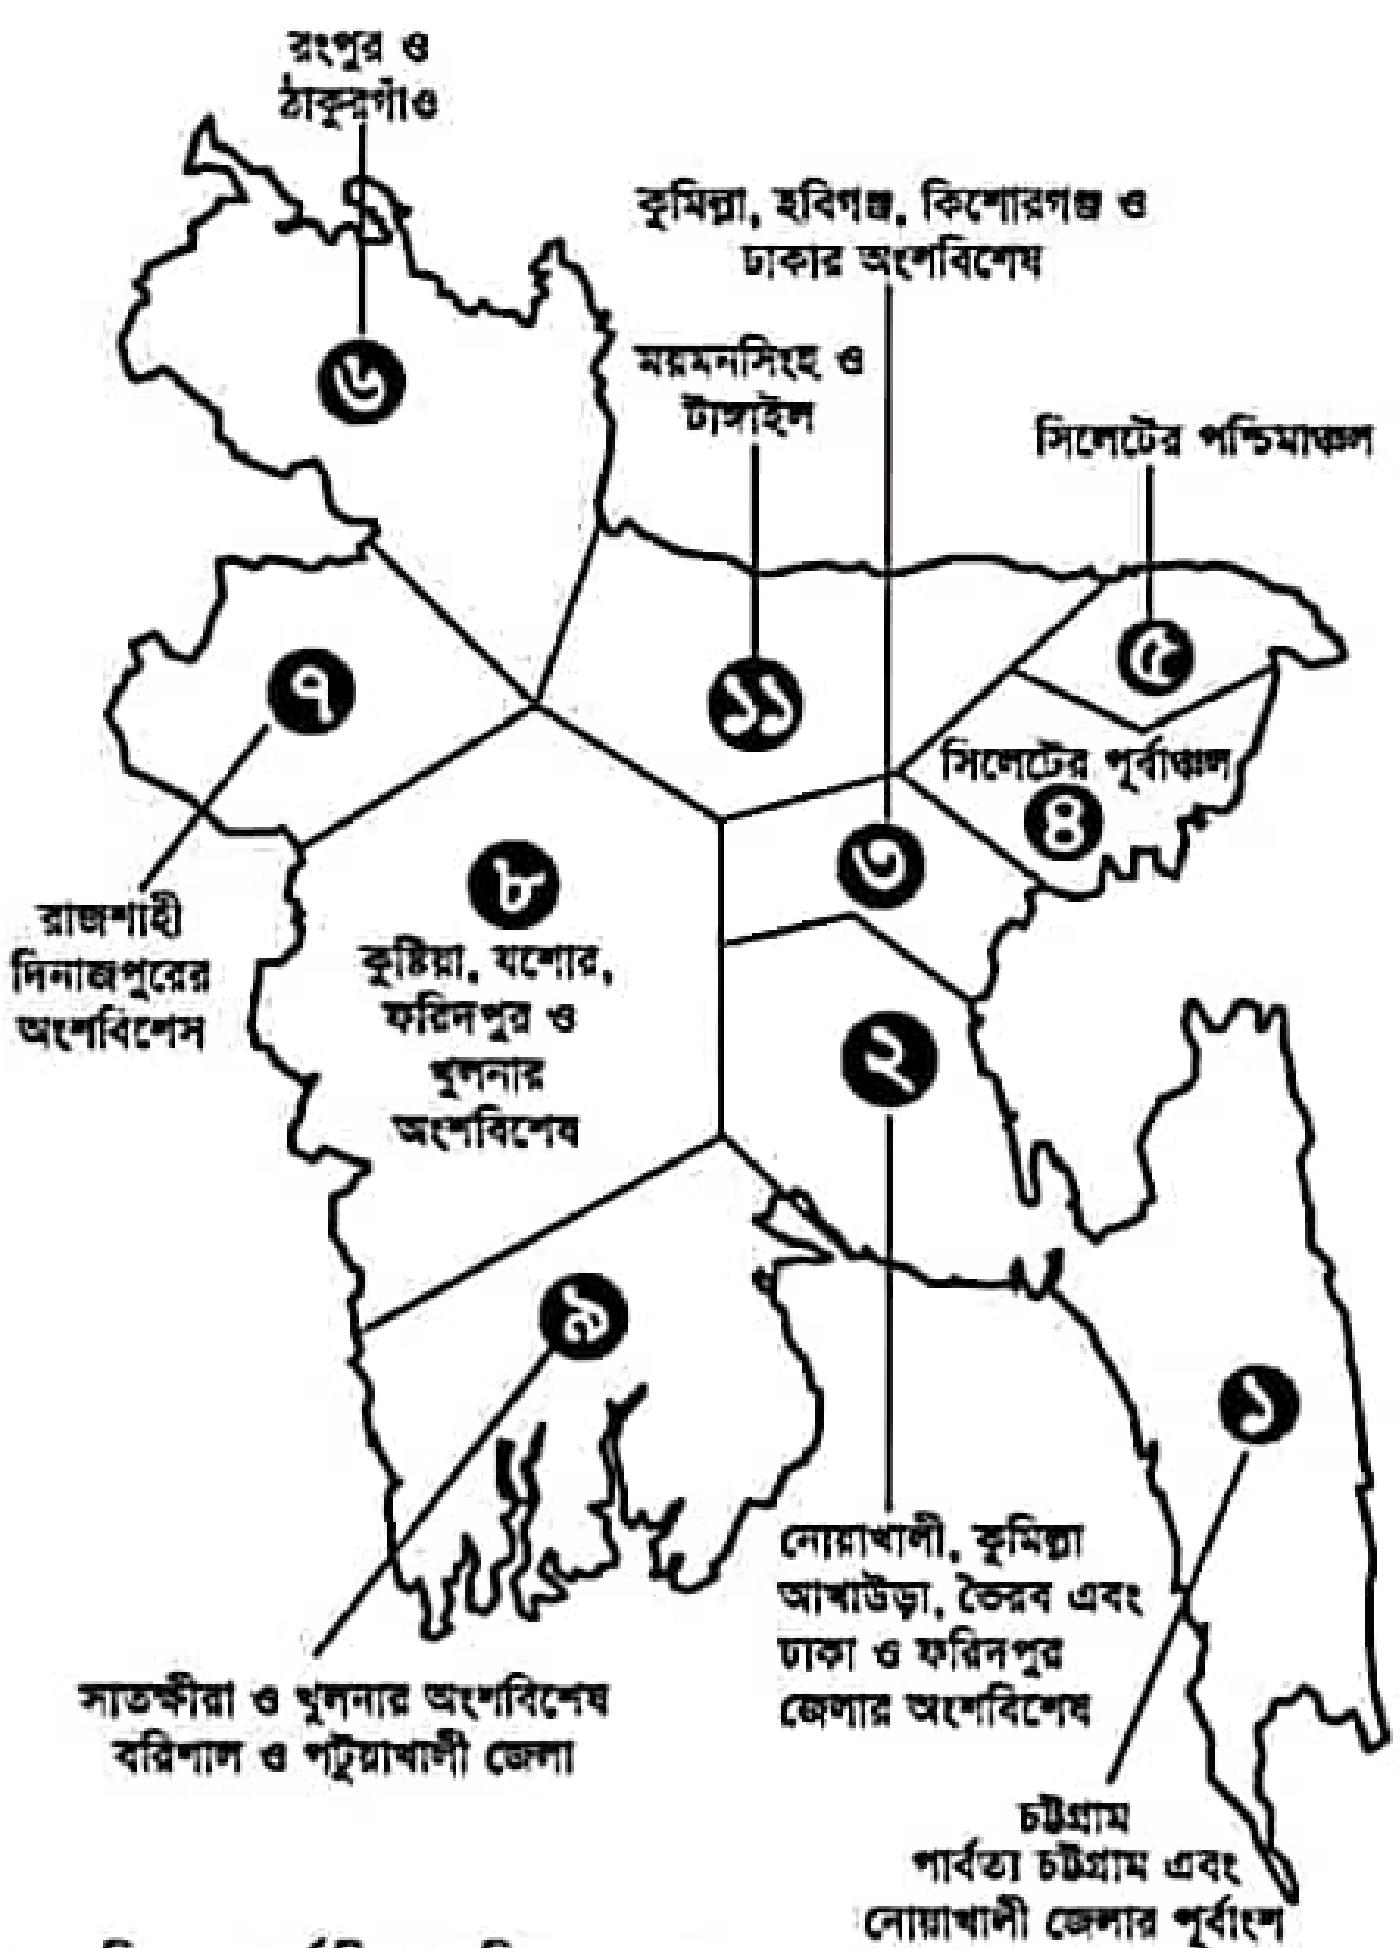 রংপুর ও
ঠাকুরগাঁও
৬
কুমিল্লা, হবিগঞ্জ, কিশোরগঞ্জ ও
ঢাকার অংশবিশেষ
৩
ময়মনসিংহ ও
টাঙ্গাইল
১১
সিলেটের পশ্চিমাঞ্চল
৫
সিলেটের পূর্বাঞ্চল
৪
৭
রাজশাহী
দিনাজপুরের
অংশবিশেস
৮
কুষ্টিয়া, যশোর,
ফরিদপুর ও
খুলনার
অংশবিশেষ
২
নোয়াখালী, কুমিল্লা
আখাউড়া, ভৈরব এবং
ঢাকা ও ফরিদপুর
জেলার অংশবিশেষ
৯
সাতক্ষীরা ও খুলনার অংশবিশেষ
বরিশাল ও পটুয়াখালী জেলা
১
চট্টগ্রাম
পার্বত্য চট্টগ্রাম এবং
নোয়াখালী জেলার পূর্বাংশ